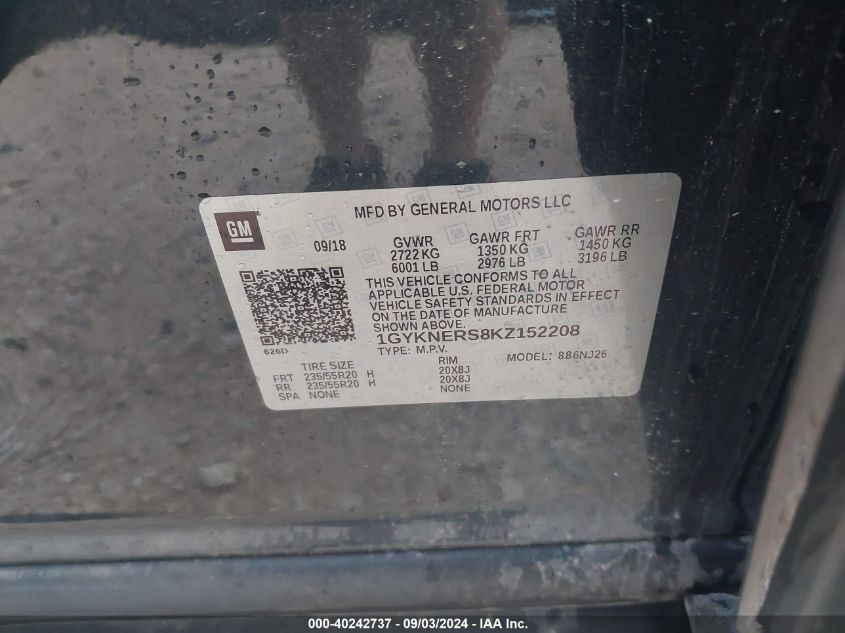 MFD BY GENERAL MOTORS LLC
GM
09/18 GVWR GAWR FRT GAWR RR
2722 KG 1350 KG 1450 KG
6001 LB 2976 LB 3196 LB
THIS VEHICLE CONFORMS TO ALL
APPLICABLE U.S. FEDERAL MOTOR
VEHICLE SAFETY STANDARDS IN EFFECT
ON THE DATE OF MANUFACTURE
SHOWN ABOVE.
1GYKNERS8KZ152208
626D
TYPE: M.P.V. MODEL: 886NJ26
TIRE SIZE RIM
FRT 235/55R20 H 20X8J
RR 235/55R20 H 20X8J
SPA NONE NONE
000-40242737 - 09/03/2024 - IAA Inc.